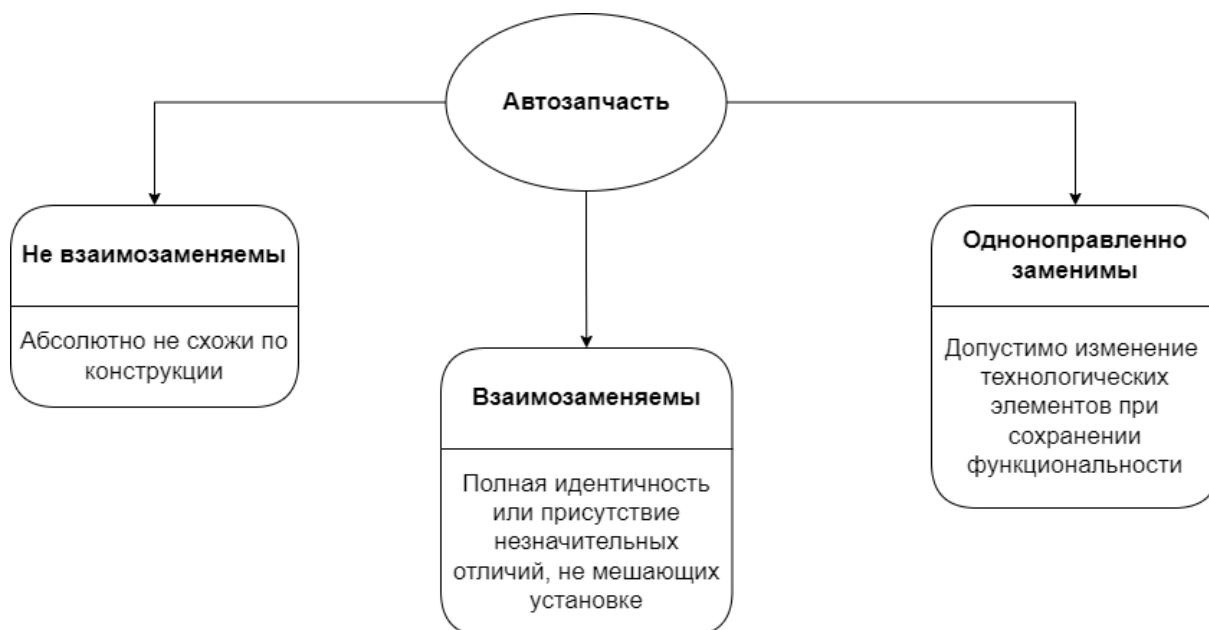 Автозапчасть
Не взаимозаменяемы
Абсолютно не схожи по
конструкции
Взаимозаменяемы
Полная идентичность
или присутствие
незначительных
отличий, не мешающих
установке
Одноноправленно
заменимы
Допустимо изменение
технологических
элементов при
сохранении
функциональности